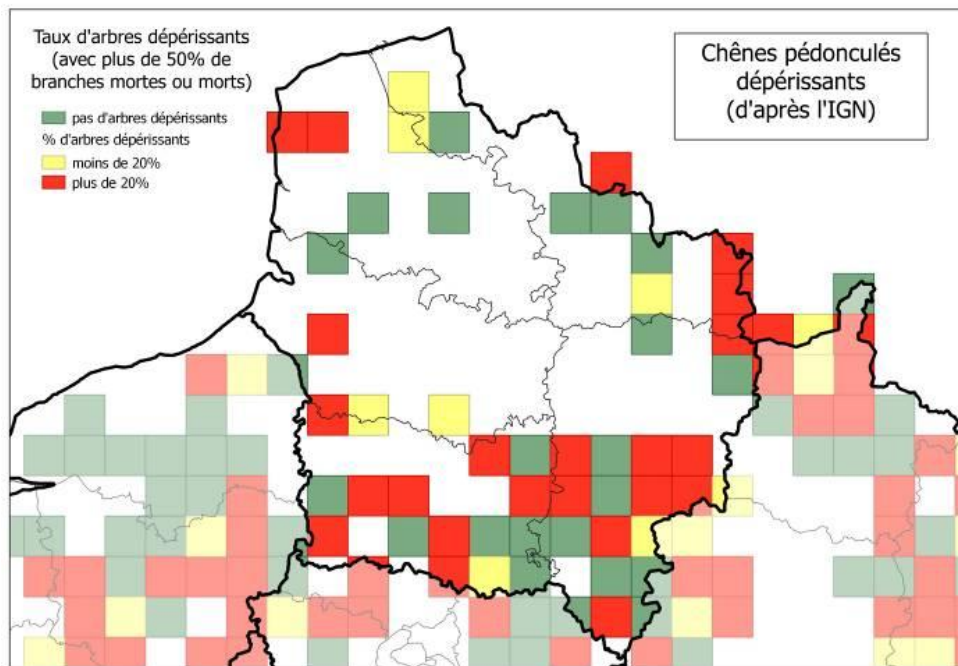 Taux d'arbres dépérissants
(avec plus de 50% de
branches mortes ou morts)
pas d'arbres dépérissants
% d'arbres dépérissants
moins de 20%
plus de 20%
Chênes pédonculés
dépérissants
(d'après l'IGN)